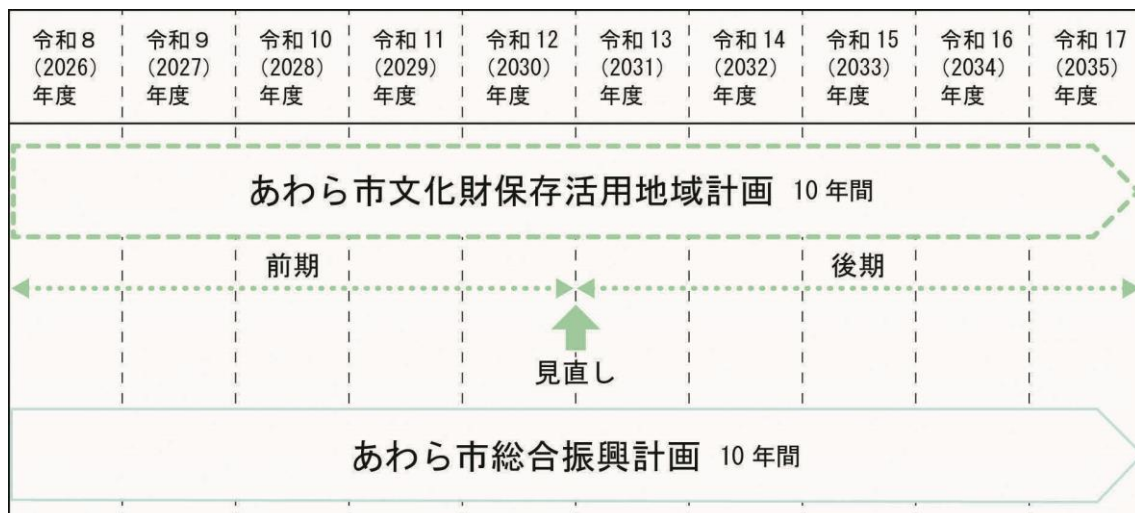 令和8 令和9 令和10 令和11 令和12 令和13 令和14 令和15 令和16 令和17
(2026) (2027) (2028) (2029) (2030) (2031) (2032) (2033) (2034) (2035)
年度 年度 年度 年度 年度 年度 年度 年度 年度 年度
あわら市文化財保存活用地域計画 10年間
前期 後期
見直し
あわら市総合振興計画 10年間